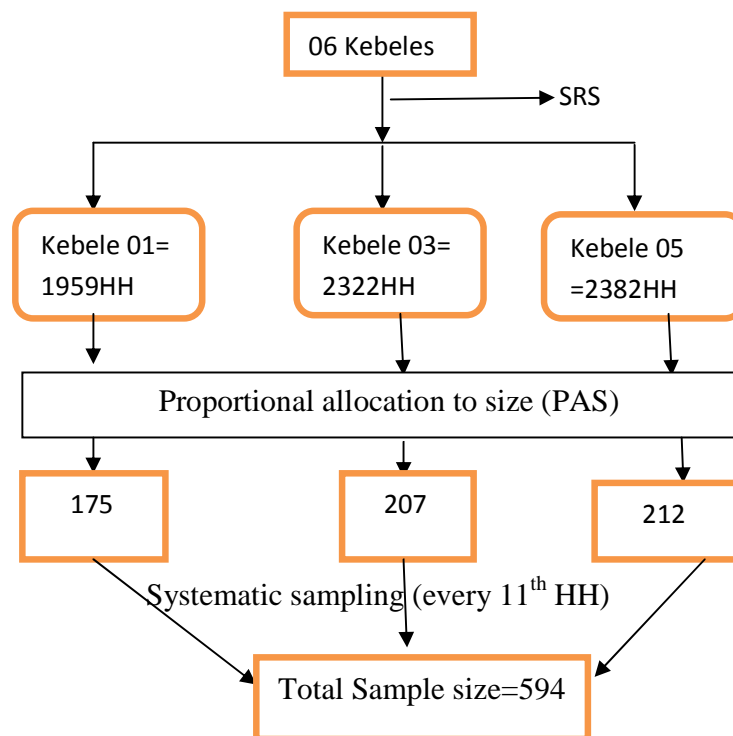 06 Kebeles
SRS
Kebele 01=
1959HH
Kebele 03=
2322HH
Kebele 05
=2382HH
Proportional allocation to size (PAS)
175
207
212
Systematic sampling (every 11th HH)
Total Sample size=594